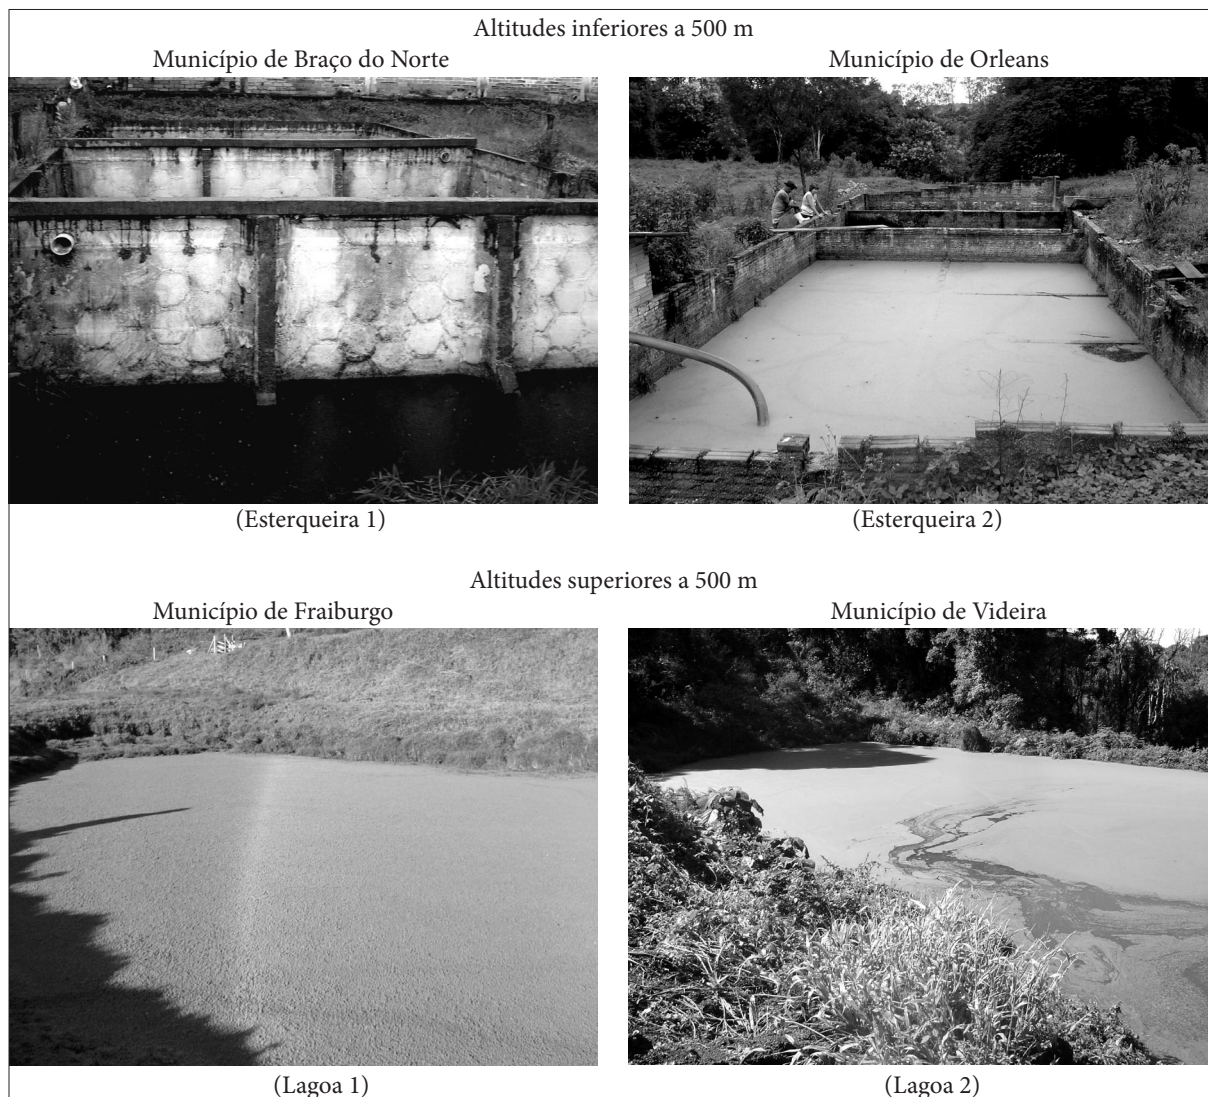 Altitudes inferiores a 500 m
Município de Braço do Norte
Município de Orleans
(Esterqueira 1)
(Esterqueira 2)
Altitudes superiores a 500 m
Município de Fraiburgo
Município de Videira
(Lagoa 1)
(Lagoa 2)